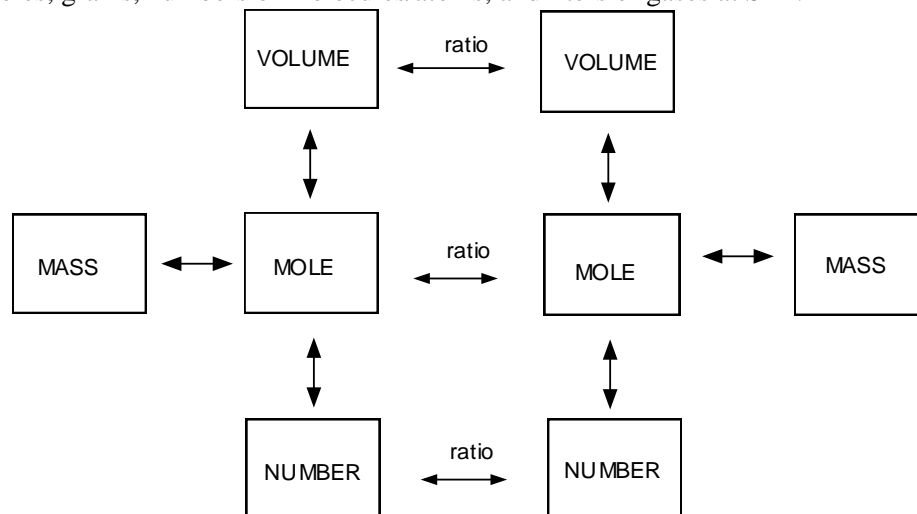 ratio
VOLUME VOLUME
ratio
MASS MOLE MOLE MASS
ratio
NUMBER NUMBER